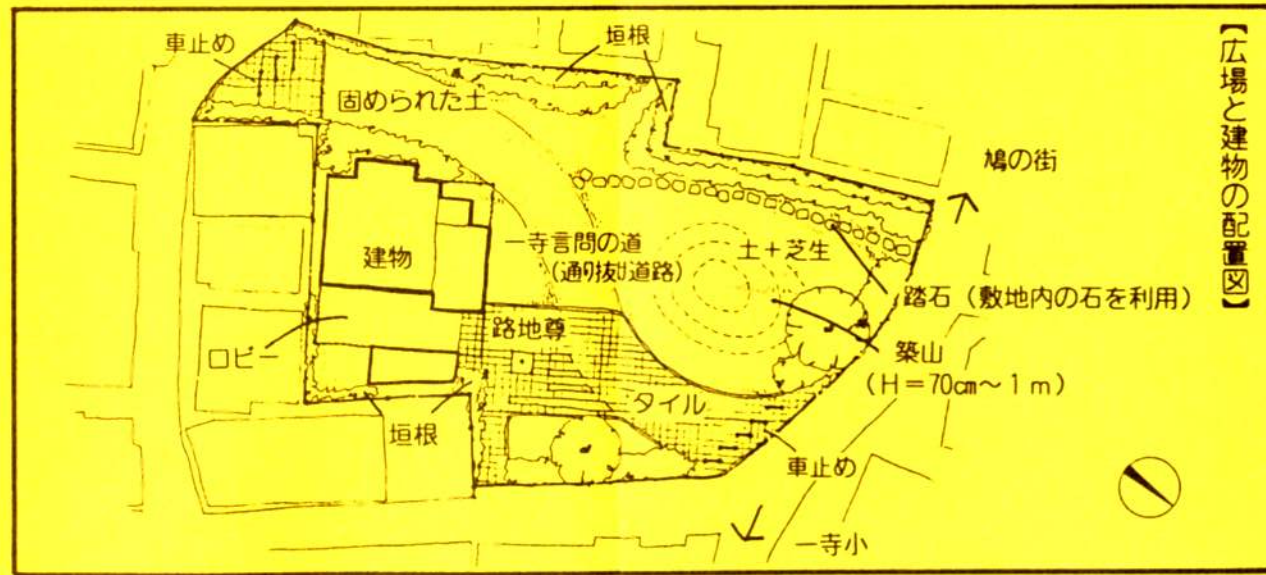 【広場と建物の配置図】
車止め
垣根
固められた土
鳩の街
一寺言問の道
(通り抜け道路)
土+芝生
建物
踏石(敷地内の石を利用)
路地尊
ロビー
築山
(H=70㎝~1m)
タイル
垣根
車止め
一寺小